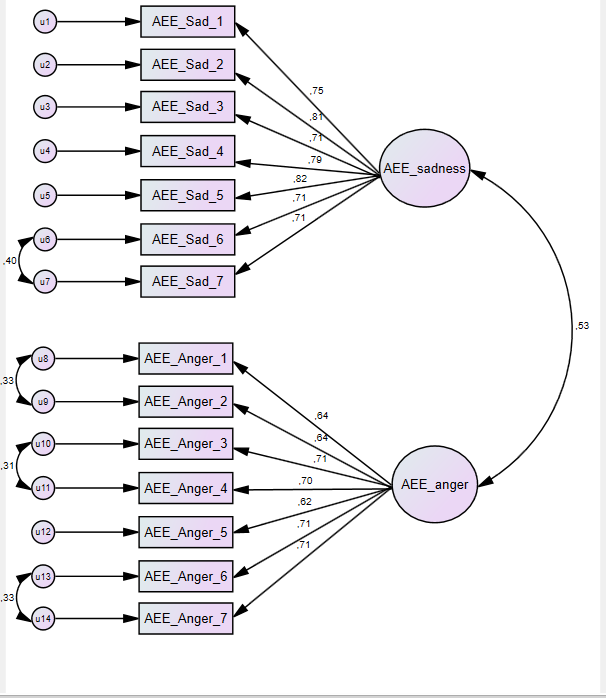 u1 AEE_Sad_1
u2 AEE_Sad_2
u3 AEE_Sad_3
u4 AEE_Sad_4
u5 AEE_Sad_5
u6 AEE_Sad_6
u7 AEE_Sad_7
,40
,75
,81
,71
,79
,82
,71
,71
AEE_sadness
,53
u8 AEE_Anger_1
u9 AEE_Anger_2
u10 AEE_Anger_3
u11 AEE_Anger_4
u12 AEE_Anger_5
u13 AEE_Anger_6
u14 AEE_Anger_7
,33
,31
,33
,64
,64
,71
,70
,62
,71
,71
AEE_anger